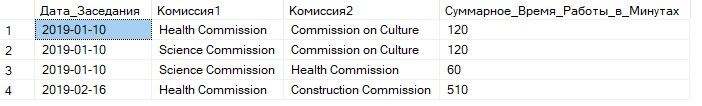 Дата_Заседания Комиссия1 Комиссия2 Суммарное_Время_Работы_в_Минутах
1 2019-01-10 Health Commission Commission on Culture 120
2 2019-01-10 Science Commission Commission on Culture 120
3 2019-01-10 Science Commission Health Commission 60
4 2019-02-16 Health Commission Construction Commission 510